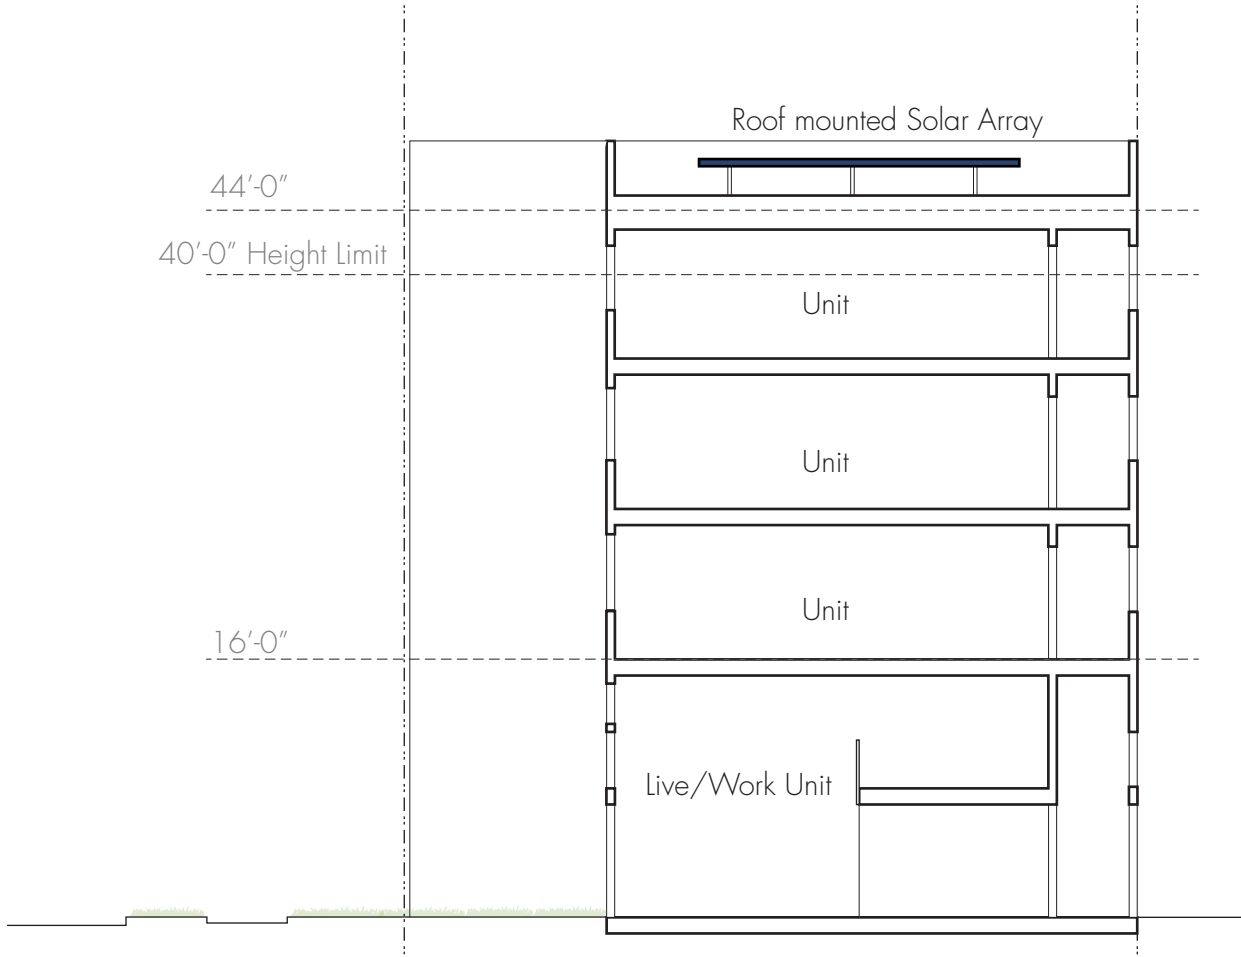 Roof mounted Solar Array
44’-0”
40’-0” Height Limit
Unit
Unit
Unit
16’-0”
Live/Work Unit